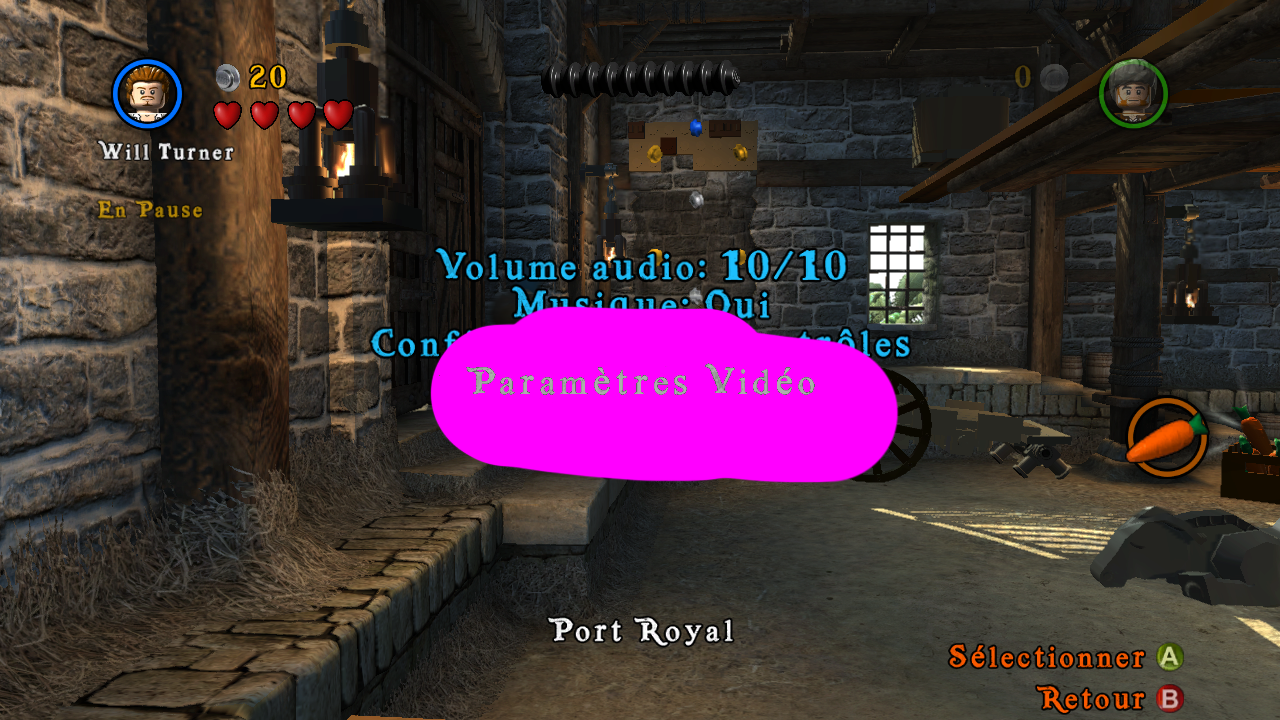 20
0
Will Turner
En Pause
Volume audio: 10/10
Musique: Oui
Paramètres Vidéo
Port Royal
Sélectionner A
Retour B